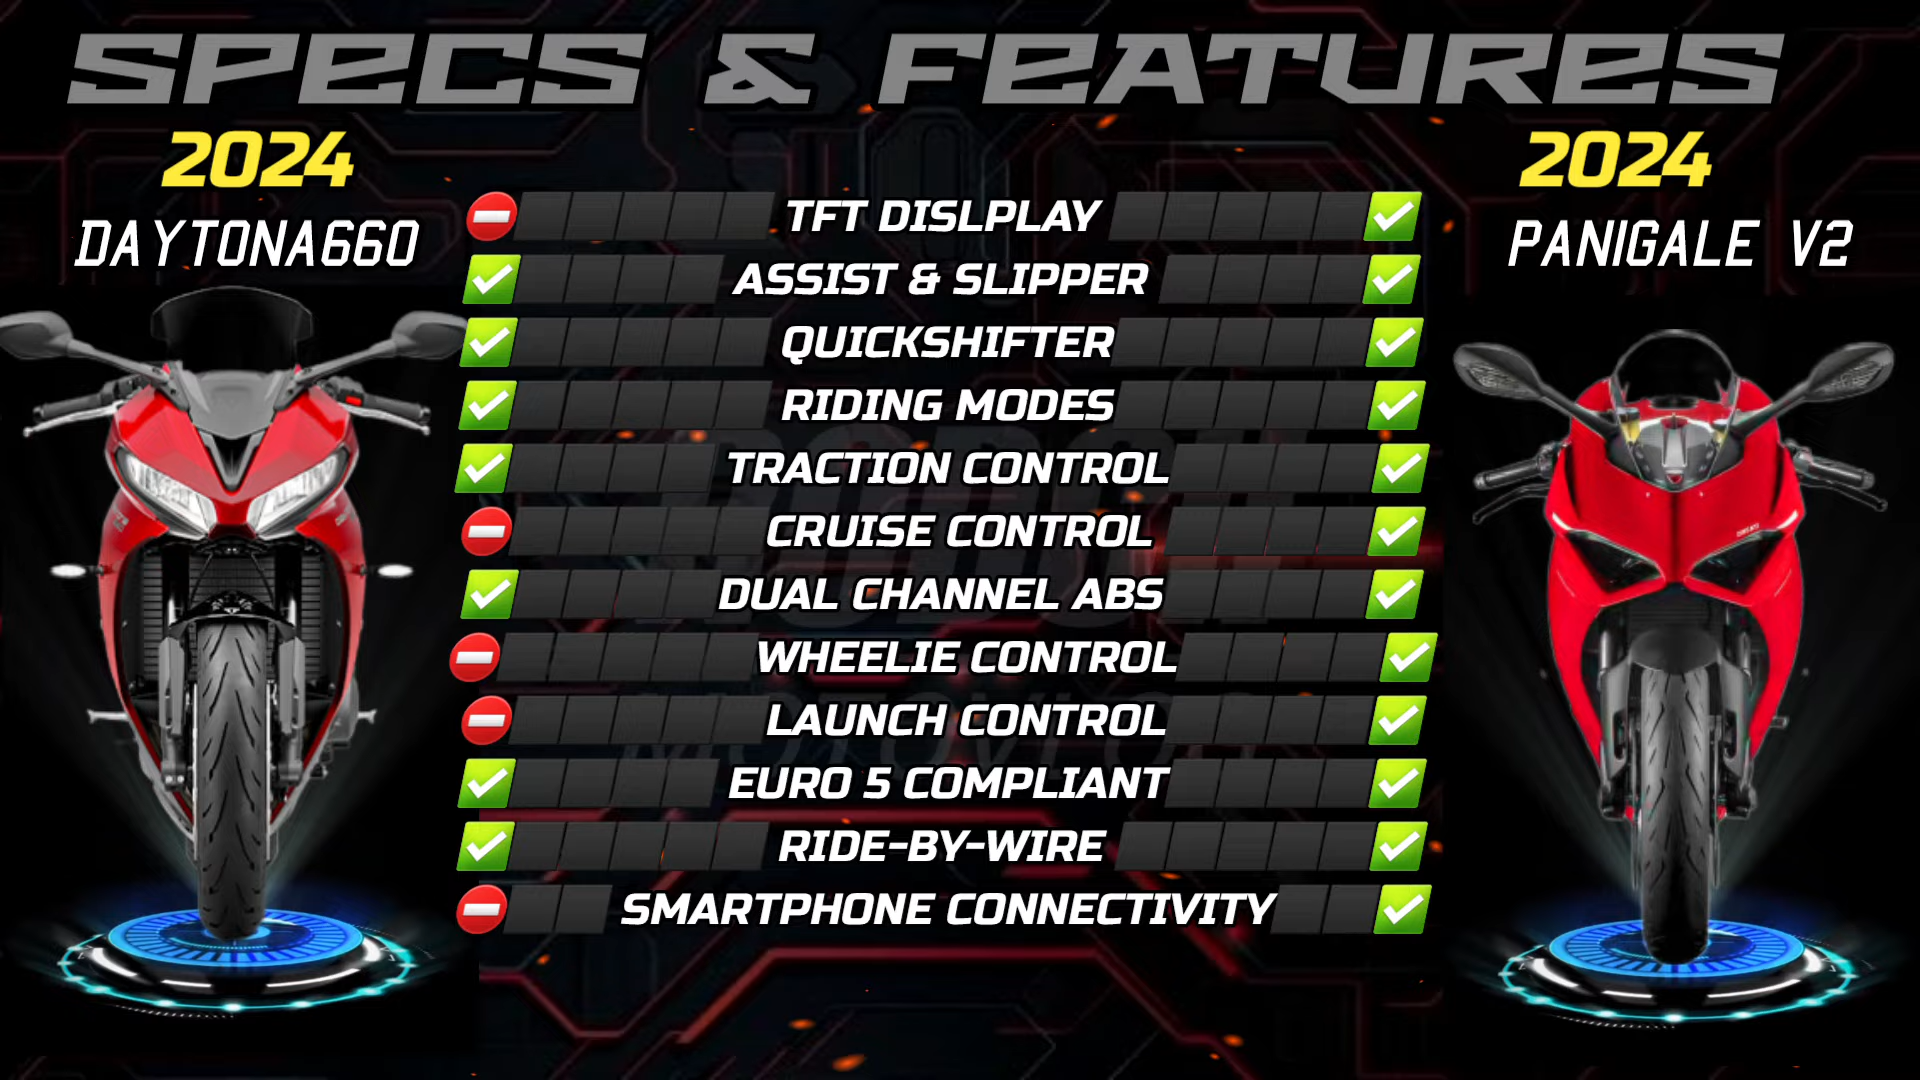 SPECS & FEATURES
2024
DAYTONA660
2024
PANIGALE V2
TFT DISLPLAY
ASSIST & SLIPPER
QUICKSHIFTER
RIDING MODES
TRACTION CONTROL
CRUISE CONTROL
DUAL CHANNEL ABS
WHEELIE CONTROL
LAUNCH CONTROL
EURO 5 COMPLIANT
RIDE-BY-WIRE
SMARTPHONE CONNECTIVITY